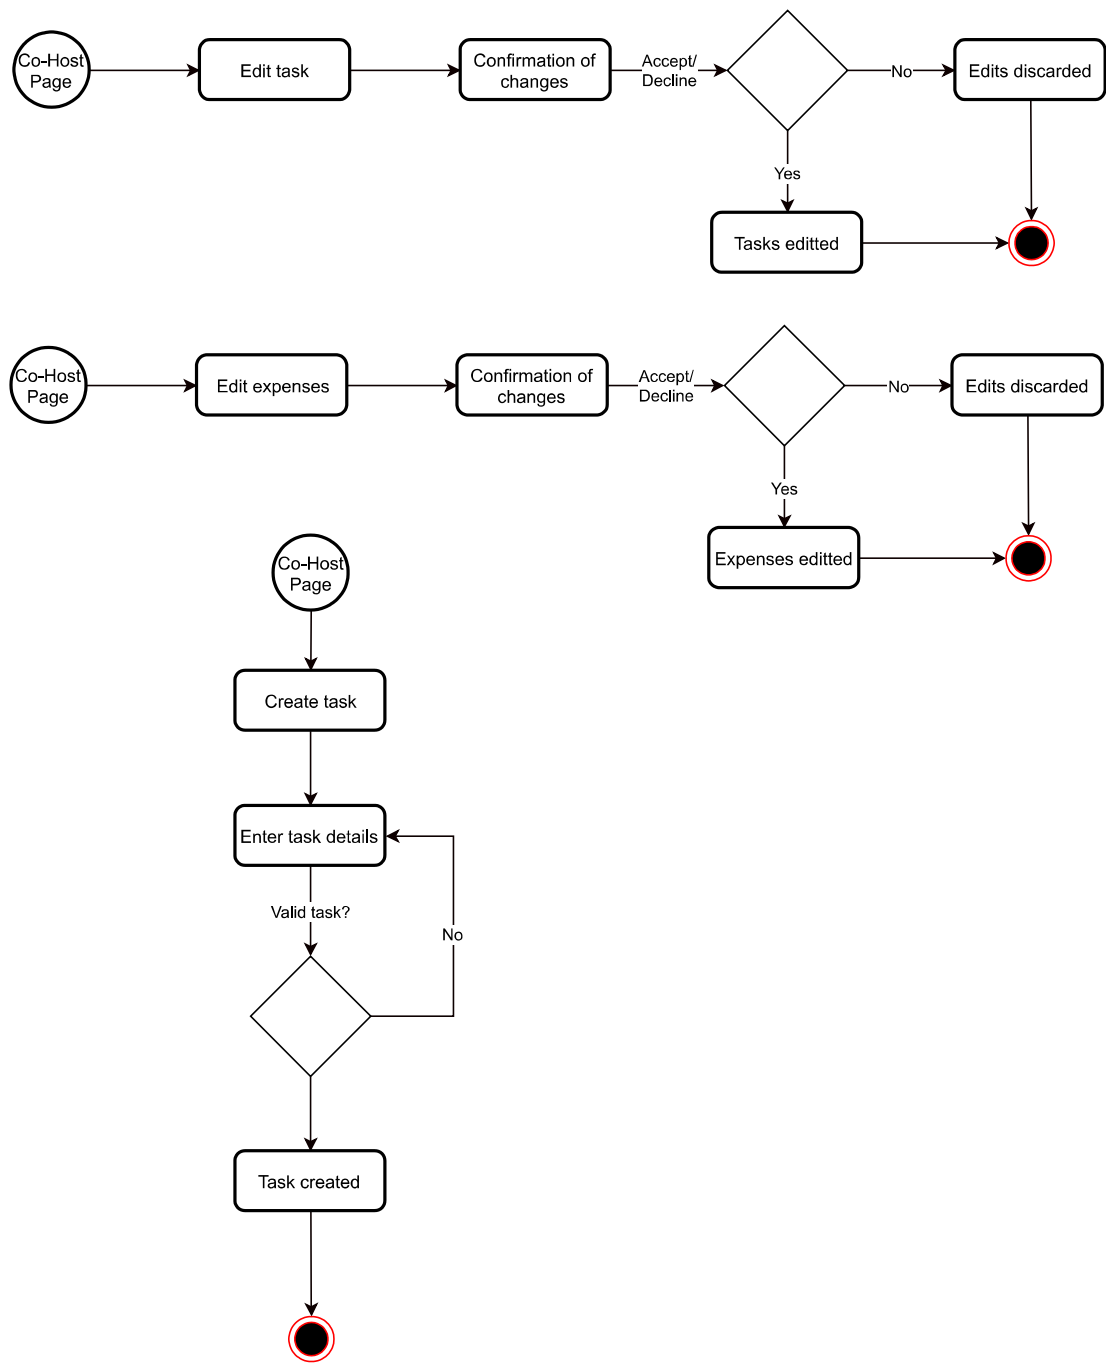 Co-Host
Page
Edit task
Confirmation of
changes
Accept/
Decline
No
Edits discarded
Yes
Tasks editted
Co-Host
Page
Edit expenses
Confirmation of
changes
Accept/
Decline
No
Edits discarded
Yes
Expenses editted
Co-Host
Page
Create task
Enter task details
Valid task?
No
Task created